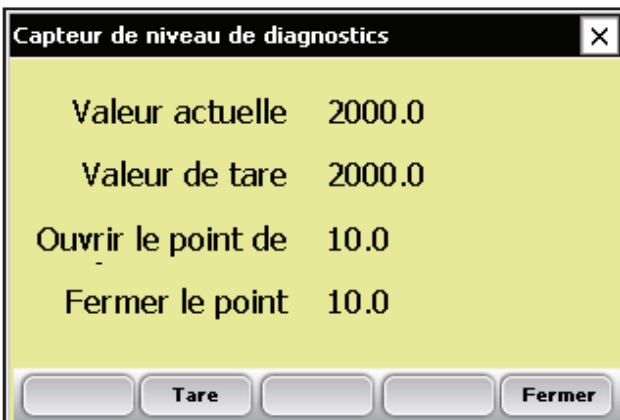 Capteur de niveau de diagnostics
Valeur actuelle 2000.0
Valeur de tare 2000.0
Ouvrir le point de 10.0
Fermer le point 10.0
Tare Fermer